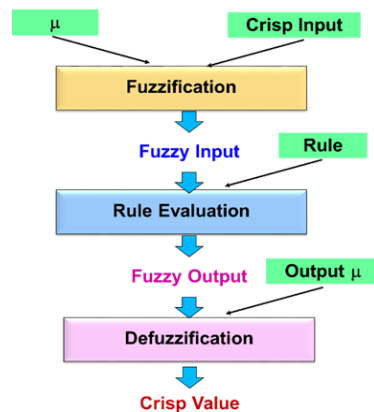 μ
Crisp Input
Fuzzification
Fuzzy Input
Rule
Rule Evaluation
Fuzzy Output
Output μ
Defuzzification
Crisp Value